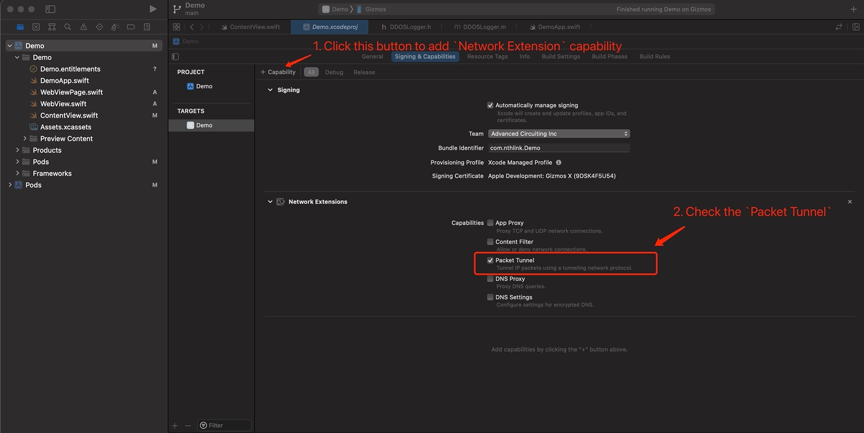 Demo
main
Demo
Gizmos
Finished running Demo on Gizmos
ContentView.swift
Demo.xcodeproj
DDOSLogger.h
DDOSLogger.m
DemoApp.swift
Demo
1. Click this button to add `Network Extension` capability
General
Signing & Capabilities
Resource Tags
Info
Build Settings
Build Phases
Build Rules
Demo M
Demo
Demo.entitlements ?
DemoApp.swift
WebViewPage.swift A
WebView.swift A
ContentView.swift M
Assets.xcassets
Preview Content
Products
Pods M
Frameworks
Pods M
PROJECT
Demo
TARGETS
Demo
+ Capability
All
Debug
Release
Signing
Automatically manage signing
Xcode will create and update profiles, app IDs, and
certificates.
Team Advanced Circuiting Inc
Bundle Identifier com.nthlink.Demo
Provisioning Profile Xcode Managed Profile
Signing Certificate Apple Development: Gizmos X (9DSK4F5U54)
Network Extensions
2. Check the `Packet Tunnel`
Capabilities App Proxy
Proxy TCP and UDP network connections.
Content Filter
Allow or deny network connections.
Packet Tunnel
Tunnel IP packets using a tunneling network protocol.
DNS Proxy
Proxy DNS queries.
DNS Settings
Configure settings for encrypted DNS.
Add capabilities by clicking the "+" button above.
+ −
Filter